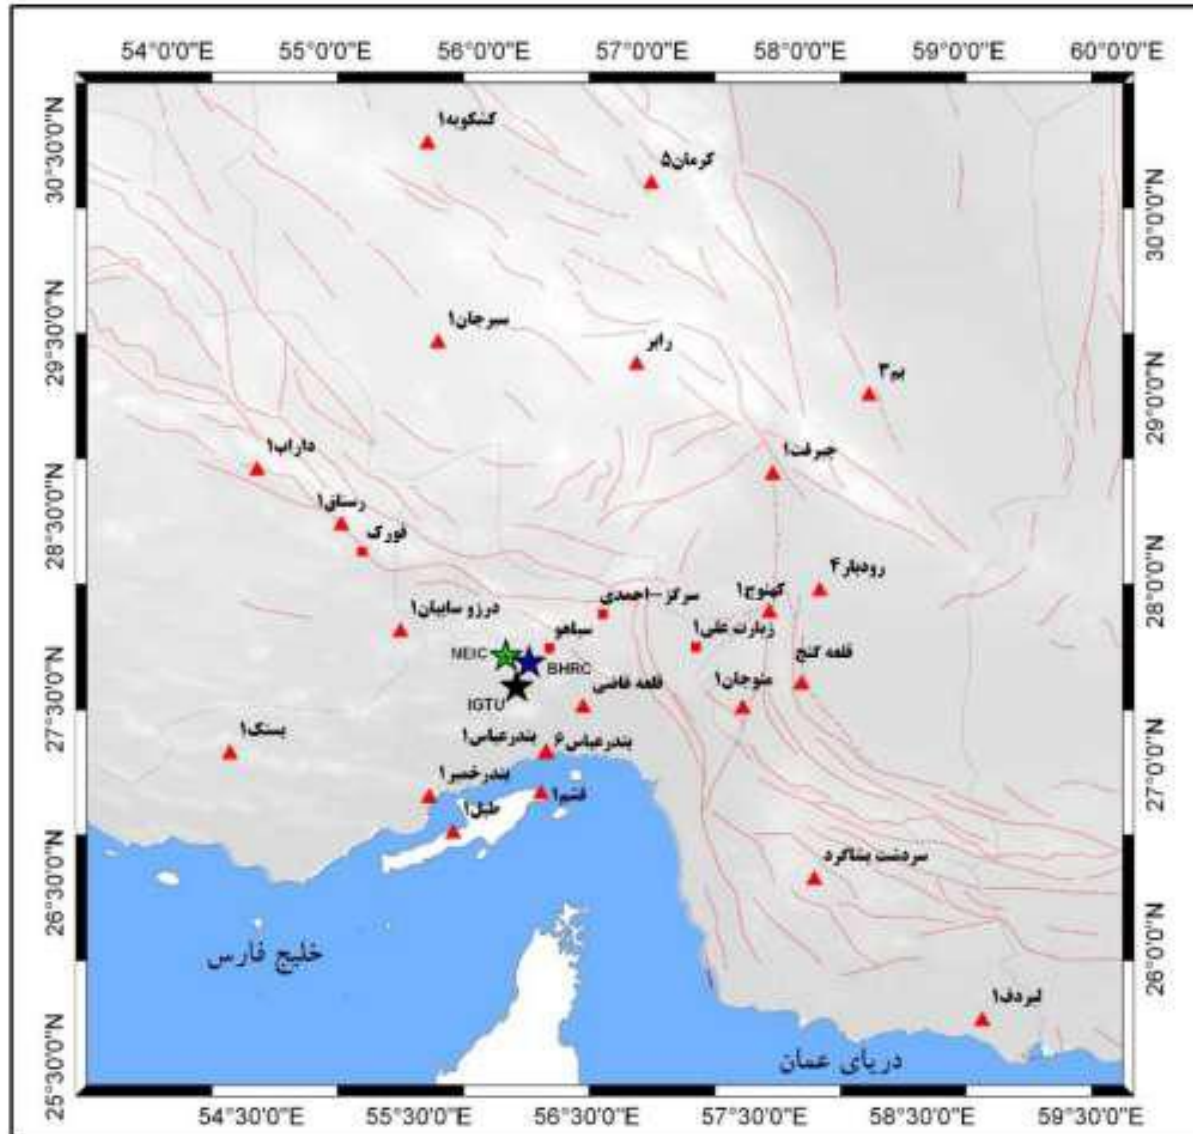 54°0'0"E 55°0'0"E 56°0'0"E 57°0'0"E 58°0'0"E 59°0'0"E 60°0'0"E
30°30'0"N
29°30'0"N
28°30'0"N
27°30'0"N
26°30'0"N
25°30'0"N
کشکویه۱
کرمان۵
سیرجان۱
رابر
بم۳
داراب۱
جیرفت۱
رستاق۱
فورک
رودبار۴
سرگز-احمدی
کهنوج۱
درزو سایبان۱
سیاهو
زیارت علی۱
NEIC
BHRC
قلعه گنج
قلعه قاضی
منوجان۱
IGTU
بستک۱
بندرعباس۱
بندرعباس۶
بندرخمیر۱
قشم۱
طبل۱
سردشت بشاگرد
خلیج فارس
لیردف۱
دریای عمان
30°0'0"N
29°0'0"N
28°0'0"N
27°0'0"N
26°0'0"N
54°30'0"E 55°30'0"E 56°30'0"E 57°30'0"E 58°30'0"E 59°30'0"E